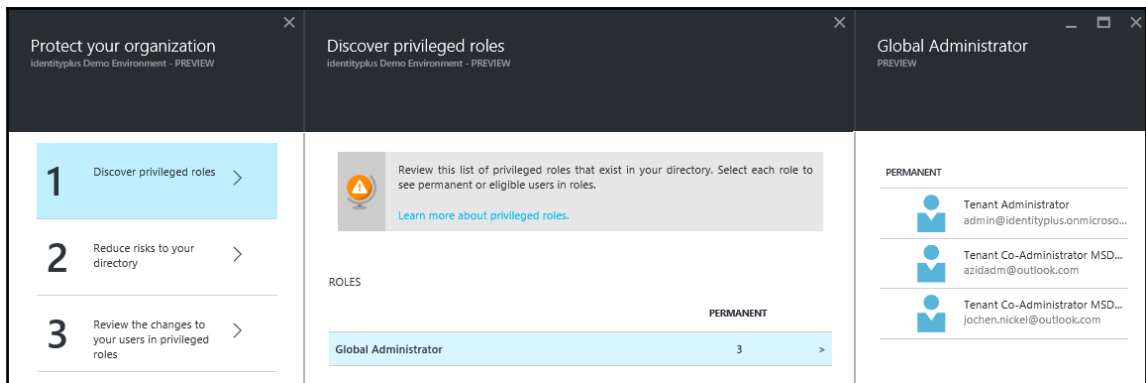 Protect your organization
identityplus Demo Environment - PREVIEW
1
Discover privileged roles
2
Reduce risks to your
directory
3
Review the changes to
your users in privileged
roles
Discover privileged roles
identityplus Demo Environment - PREVIEW
Review this list of privileged roles that exist in your directory. Select each role to
see permanent or eligible users in roles.
Learn more about privileged roles.
ROLES
PERMANENT
Global Administrator 3 >
Global Administrator
PREVIEW
PERMANENT
Tenant Administrator
admin@identityplus.onmicroso...
Tenant Co-Administrator MSD...
azidadm@outlook.com
Tenant Co-Administrator MSD...
jochen.nickel@outlook.com